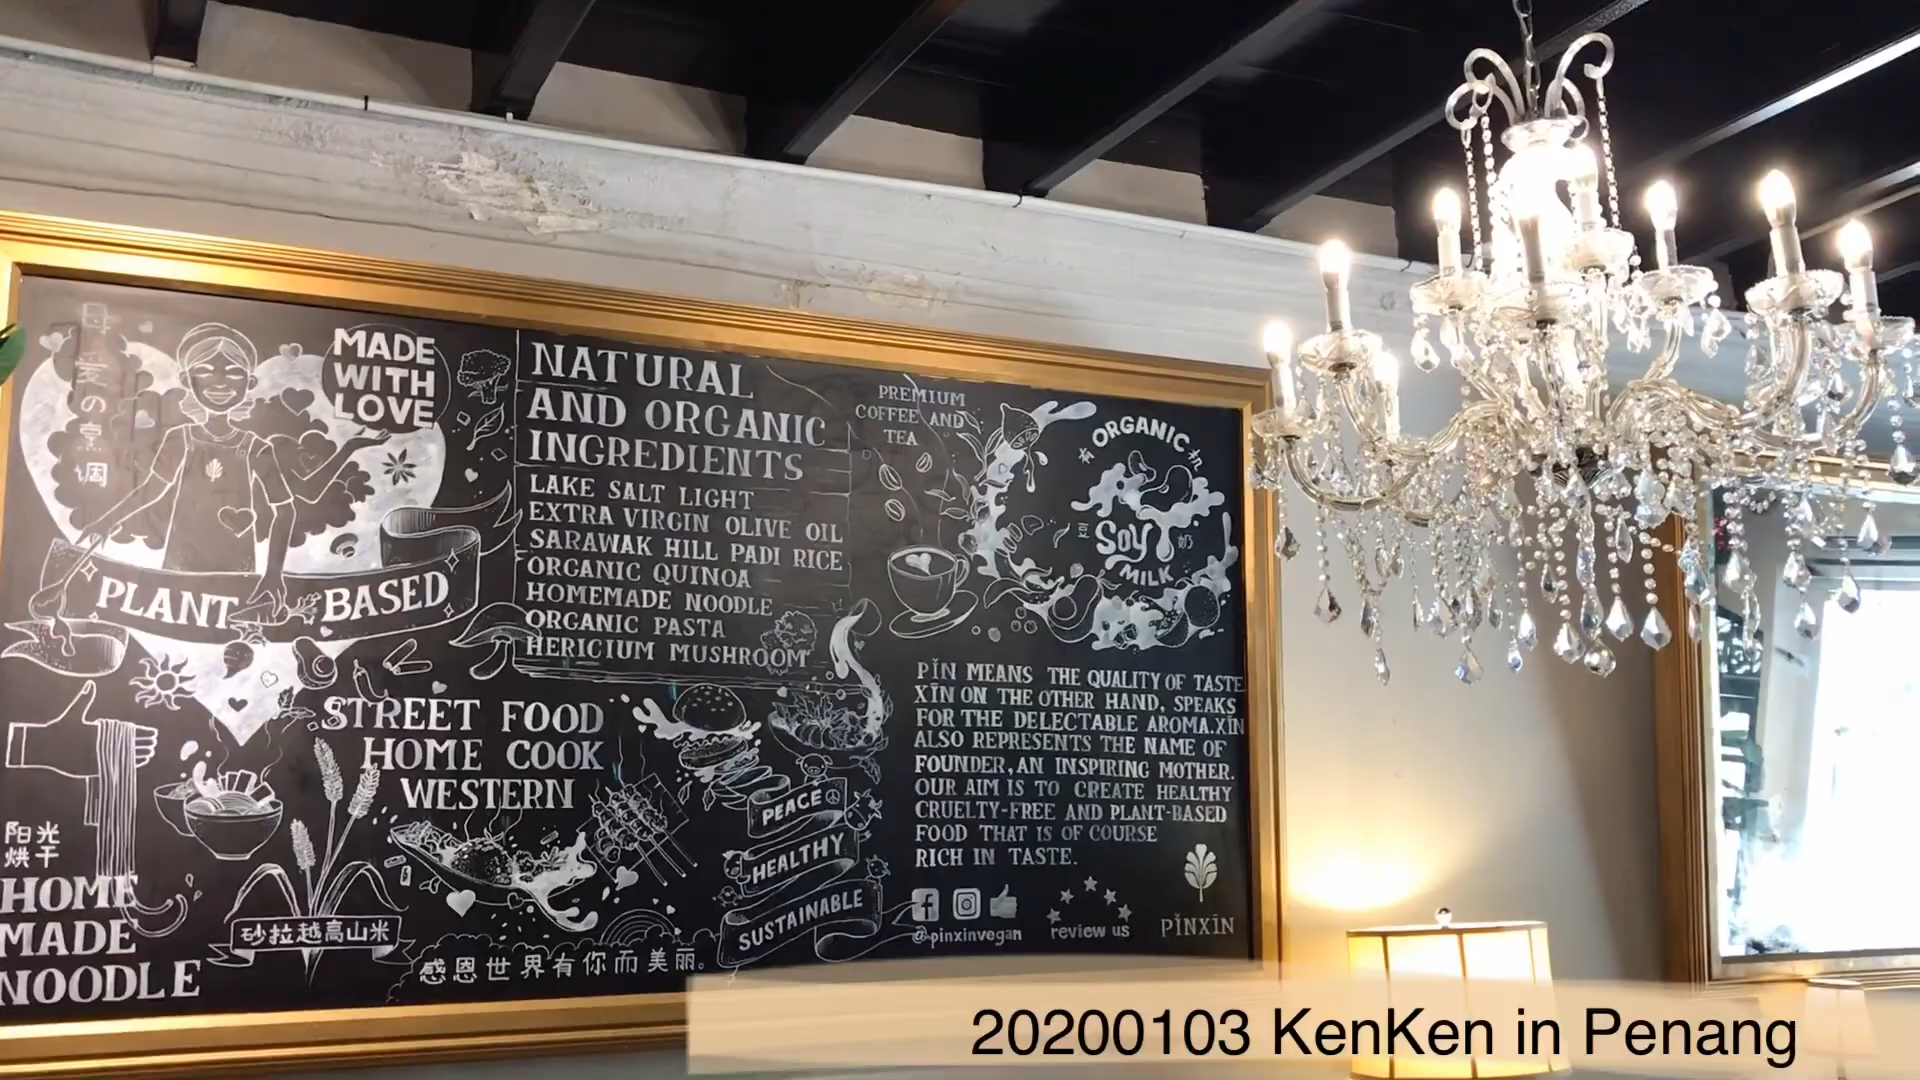 母愛の烹调
MADE
WITH
LOVE
PLANT BASED
NATURAL
AND ORGANIC
INGREDIENTS
LAKE SALT LIGHT
EXTRA VIRGIN OLIVE OIL
SARAWAK HILL PADI RICE
ORGANIC QUINOA
HOMEMADE NOODLE
ORGANIC PASTA
HERICIUM MUSHROOM
PREMIUM
COFFEE AND
TEA
ORGANIC
有机
SOY
豆奶
MILK
STREET FOOD
HOME COOK
WESTERN
阳光
烘干
HOME
MADE
NOODLE
砂拉越高山米
感恩世界有你而美丽。
PEACE
HEALTHY
SUSTAINABLE
PǏN MEANS THE QUALITY OF TASTE
XĪN ON THE OTHER HAND, SPEAKS
FOR THE DELECTABLE AROMA.XĪN
ALSO REPRESENTS THE NAME OF
FOUNDER,AN INSPIRING MOTHER.
OUR AIM IS TO CREATE HEALTHY
CRUELTY-FREE AND PLANT-BASED
FOOD THAT IS OF COURSE
RICH IN TASTE.
@pinxinvegan
review us
PǏNXĪN
20200103 KenKen in Penang